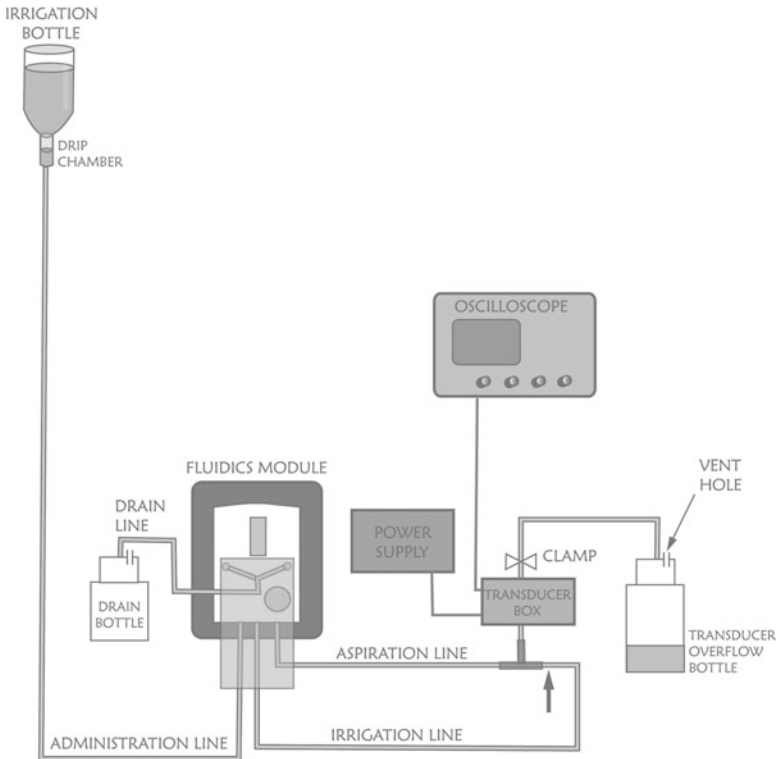 IRRIGATION
BOTTLE
DRIP
CHAMBER
OSCILLOSCOPE
FLUIDICS MODULE
VENT
HOLE
DRAIN
LINE
POWER
SUPPLY
CLAMP
DRAIN
BOTTLE
TRANSDUCER
BOX
TRANSDUCER
OVERFLOW
BOTTLE
ASPIRATION LINE
ADMINISTRATION LINE
IRRIGATION LINE